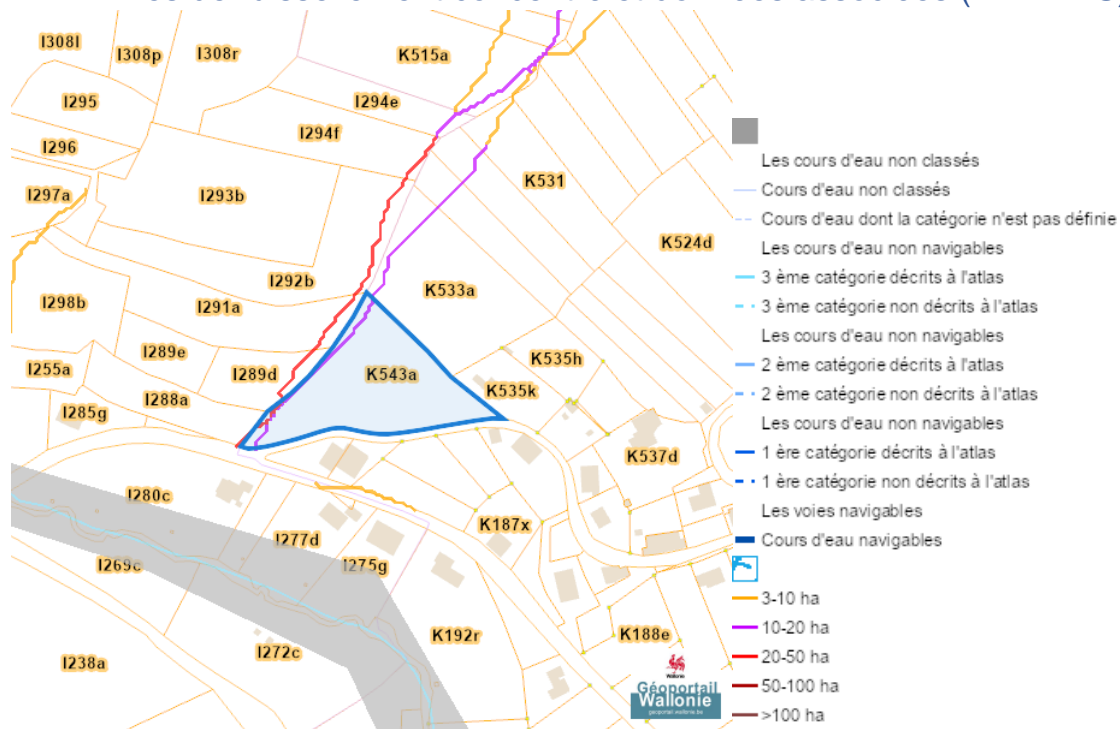 I308l
I308p
I308r
K515a
I295
I294e
I294f
I296
K531
I297a
I293b
K524d
I292b
K533a
I298b
I291a
I289e
K535h
I255a
I289d
K543a
K535k
I288a
I285g
K537d
I280c
K187x
I277d
I269c
I275g
K192r
K188e
I272c
I238a
Wallonie
Géoportail
Wallonie
geoportail.wallonie.be
Les cours d'eau non classés
Cours d'eau non classés
Cours d'eau dont la catégorie n'est pas définie
Les cours d'eau non navigables
3 ème catégorie décrits à l'atlas
3 ème catégorie non décrits à l'atlas
Les cours d'eau non navigables
2 ème catégorie décrits à l'atlas
2 ème catégorie non décrits à l'atlas
Les cours d'eau non navigables
1 ère catégorie décrits à l'atlas
1 ère catégorie non décrits à l'atlas
Les voies navigables
Cours d'eau navigables
3-10 ha
10-20 ha
20-50 ha
50-100 ha
>100 ha